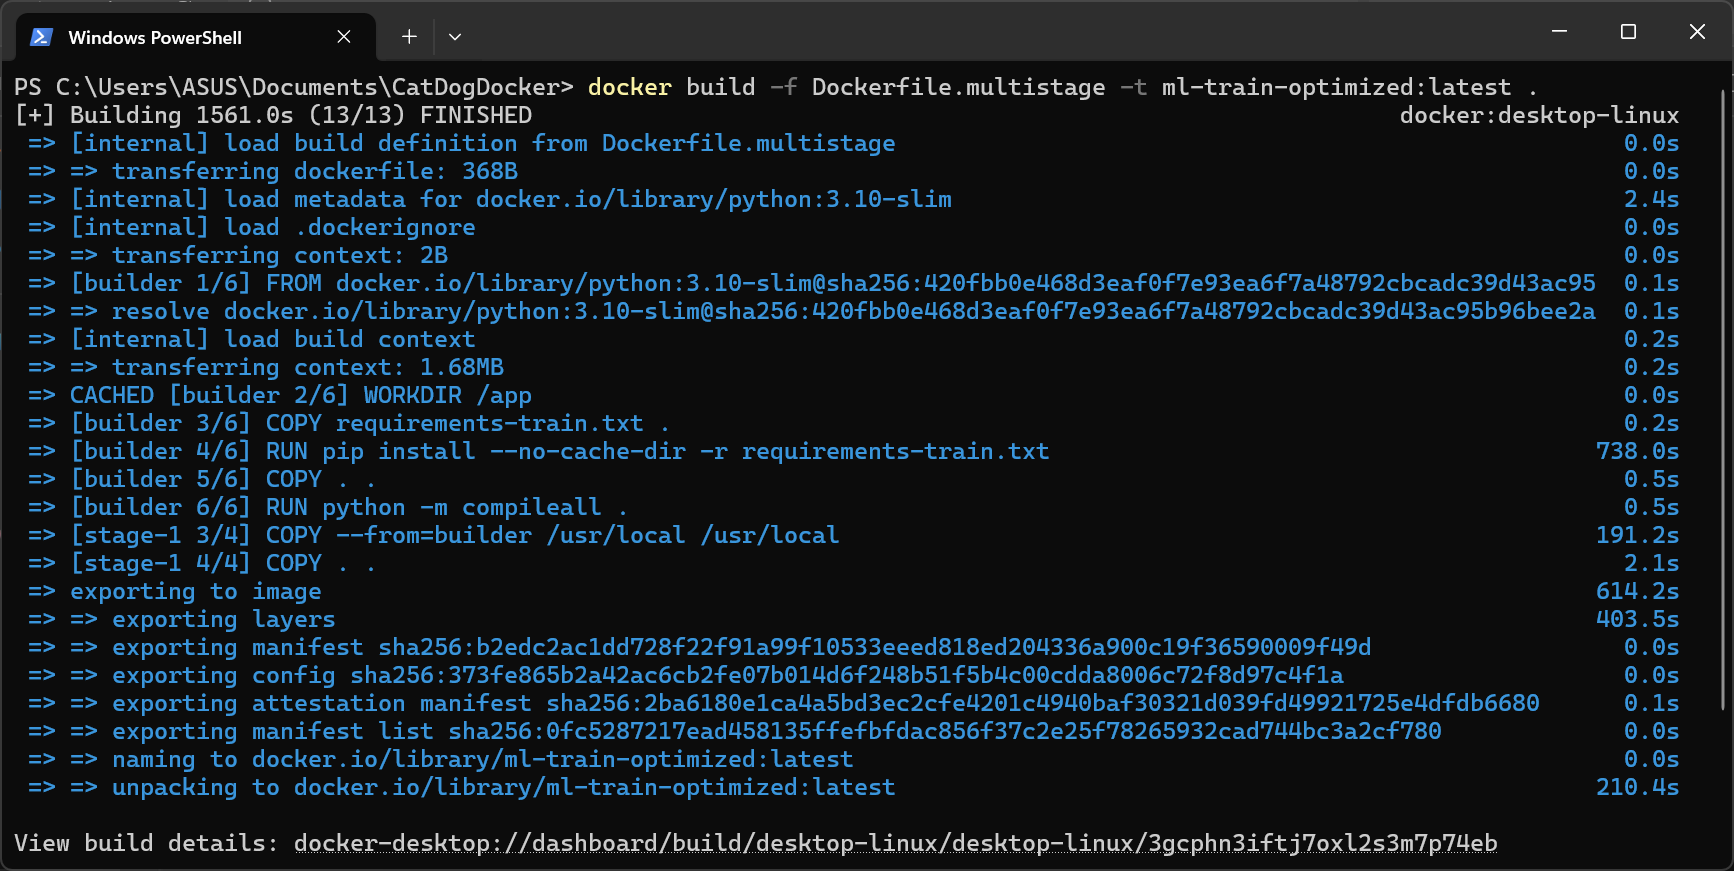 Windows PowerShell
PS C:\Users\ASUS\Documents\CatDogDocker> docker build -f Dockerfile.multistage -t ml-train-optimized:latest .
[+] Building 1561.0s (13/13) FINISHED docker:desktop-linux
=> [internal] load build definition from Dockerfile.multistage 0.0s
=> => transferring dockerfile: 368B 0.0s
=> [internal] load metadata for docker.io/library/python:3.10-slim 2.4s
=> [internal] load .dockerignore 0.0s
=> => transferring context: 2B 0.0s
=> [builder 1/6] FROM docker.io/library/python:3.10-slim@sha256:420fbb0e468d3eaf0f7e93ea6f7a48792cbcadc39d43ac95 0.1s
=> => resolve docker.io/library/python:3.10-slim@sha256:420fbb0e468d3eaf0f7e93ea6f7a48792cbcadc39d43ac95b96bee2a 0.1s
=> [internal] load build context 0.2s
=> => transferring context: 1.68MB 0.2s
=> CACHED [builder 2/6] WORKDIR /app 0.0s
=> [builder 3/6] COPY requirements-train.txt . 0.2s
=> [builder 4/6] RUN pip install --no-cache-dir -r requirements-train.txt 738.0s
=> [builder 5/6] COPY . . 0.5s
=> [builder 6/6] RUN python -m compileall . 0.5s
=> [stage-1 3/4] COPY --from=builder /usr/local /usr/local 191.2s
=> [stage-1 4/4] COPY . . 2.1s
=> exporting to image 614.2s
=> => exporting layers 403.5s
=> => exporting manifest sha256:b2edc2ac1dd728f22f91a99f10533eeed818ed204336a900c19f36590009f49d 0.0s
=> => exporting config sha256:373fe865b2a42ac6cb2fe07b014d6f248b51f5b4c00cdda8006c72f8d97c4f1a 0.0s
=> => exporting attestation manifest sha256:2ba6180e1ca4a5bd3ec2cfe4201c4940baf30321d039fd49921725e4dfdb6680 0.1s
=> => exporting manifest list sha256:0fc5287217ead458135ffefbfdac856f37c2e25f78265932cad744bc3a2cf780 0.0s
=> => naming to docker.io/library/ml-train-optimized:latest 0.0s
=> => unpacking to docker.io/library/ml-train-optimized:latest 210.4s
View build details: docker-desktop://dashboard/build/desktop-linux/desktop-linux/3gcphn3iftj7oxl2s3m7p74eb